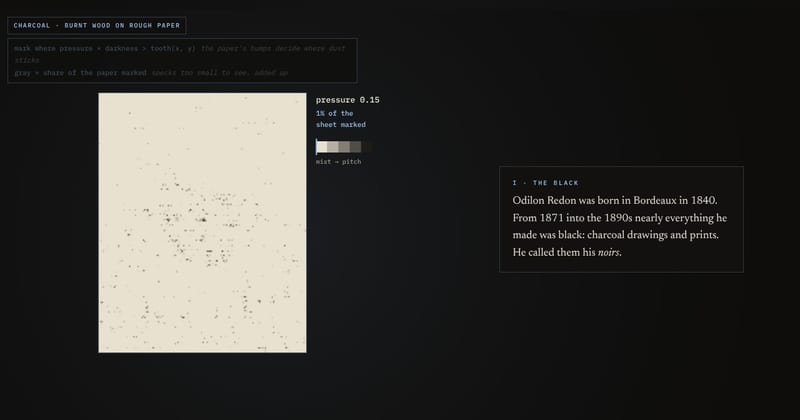 CHARCOAL · BURNT WOOD ON ROUGH PAPER
mark where pressure × darkness > tooth(x, y) the paper's humps decide where dust
sticks
gray = share of the paper marked specks too small to see, added up
pressure 0.15
1% of the
sheet marked
mist → pitch
I · THE BLACK
Odilon Redon was born in Bordeaux in 1840.
From 1871 into the 1890s nearly everything he
made was black: charcoal drawings and prints.
He called them his noirs.